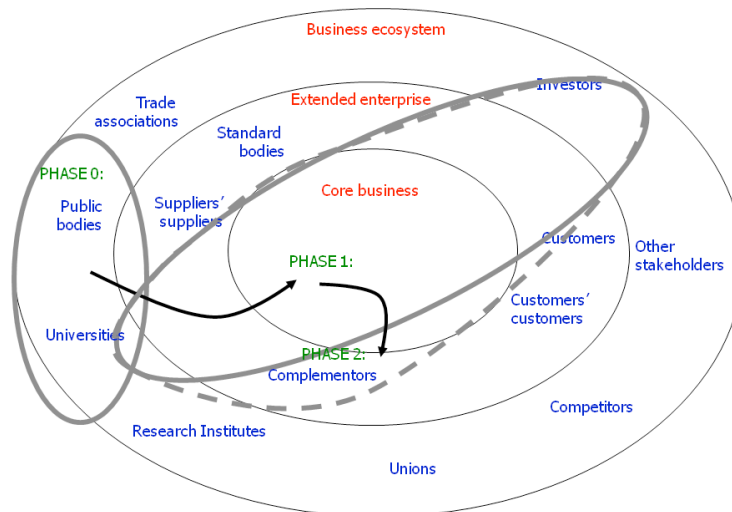 Business ecosystem
Investors
Trade
associations
Extended enterprise
Standard
bodies
PHASE 0:
Public
bodies
Suppliers'
suppliers
Core business
Customers
Other
stakeholders
PHASE 1:
Customers'
customers
Universities
PHASE 2:
Complementors
Competitors
Research Institutes
Unions